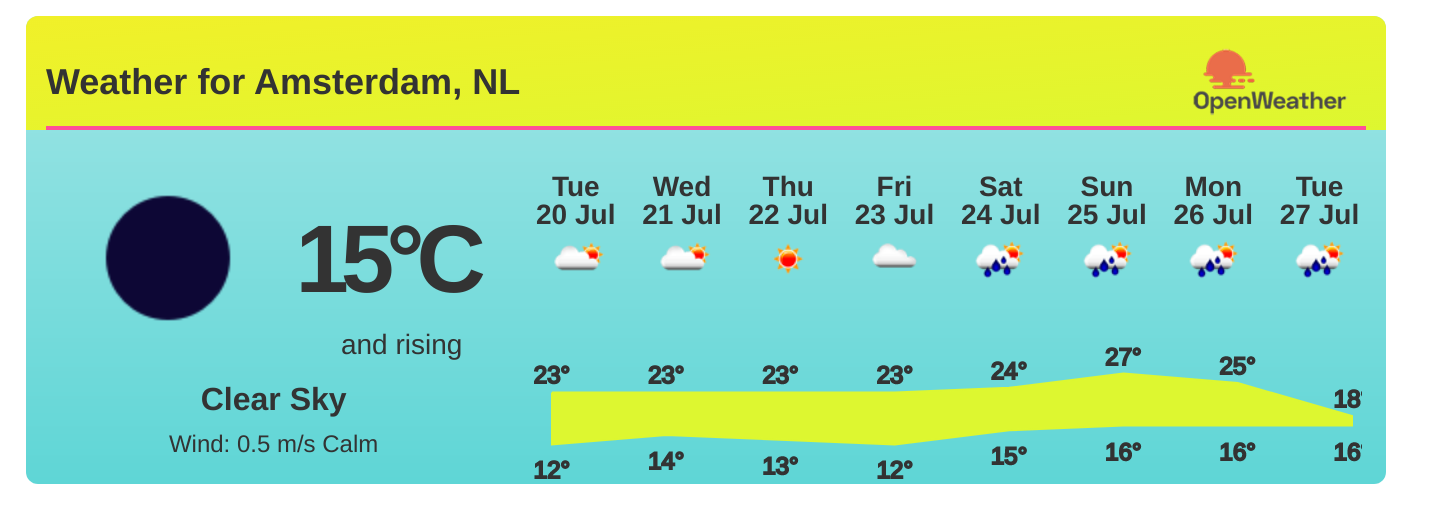 Weather for Amsterdam, NL
OpenWeather
Tue Wed Thu Fri Sat Sun Mon Tue
20 Jul 21 Jul 22 Jul 23 Jul 24 Jul 25 Jul 26 Jul 27 Jul
15°C
and rising
23° 23° 23° 23° 24° 27° 25° 18°
Clear Sky
Wind: 0.5 m/s Calm
12° 14° 13° 12° 15° 16° 16° 16